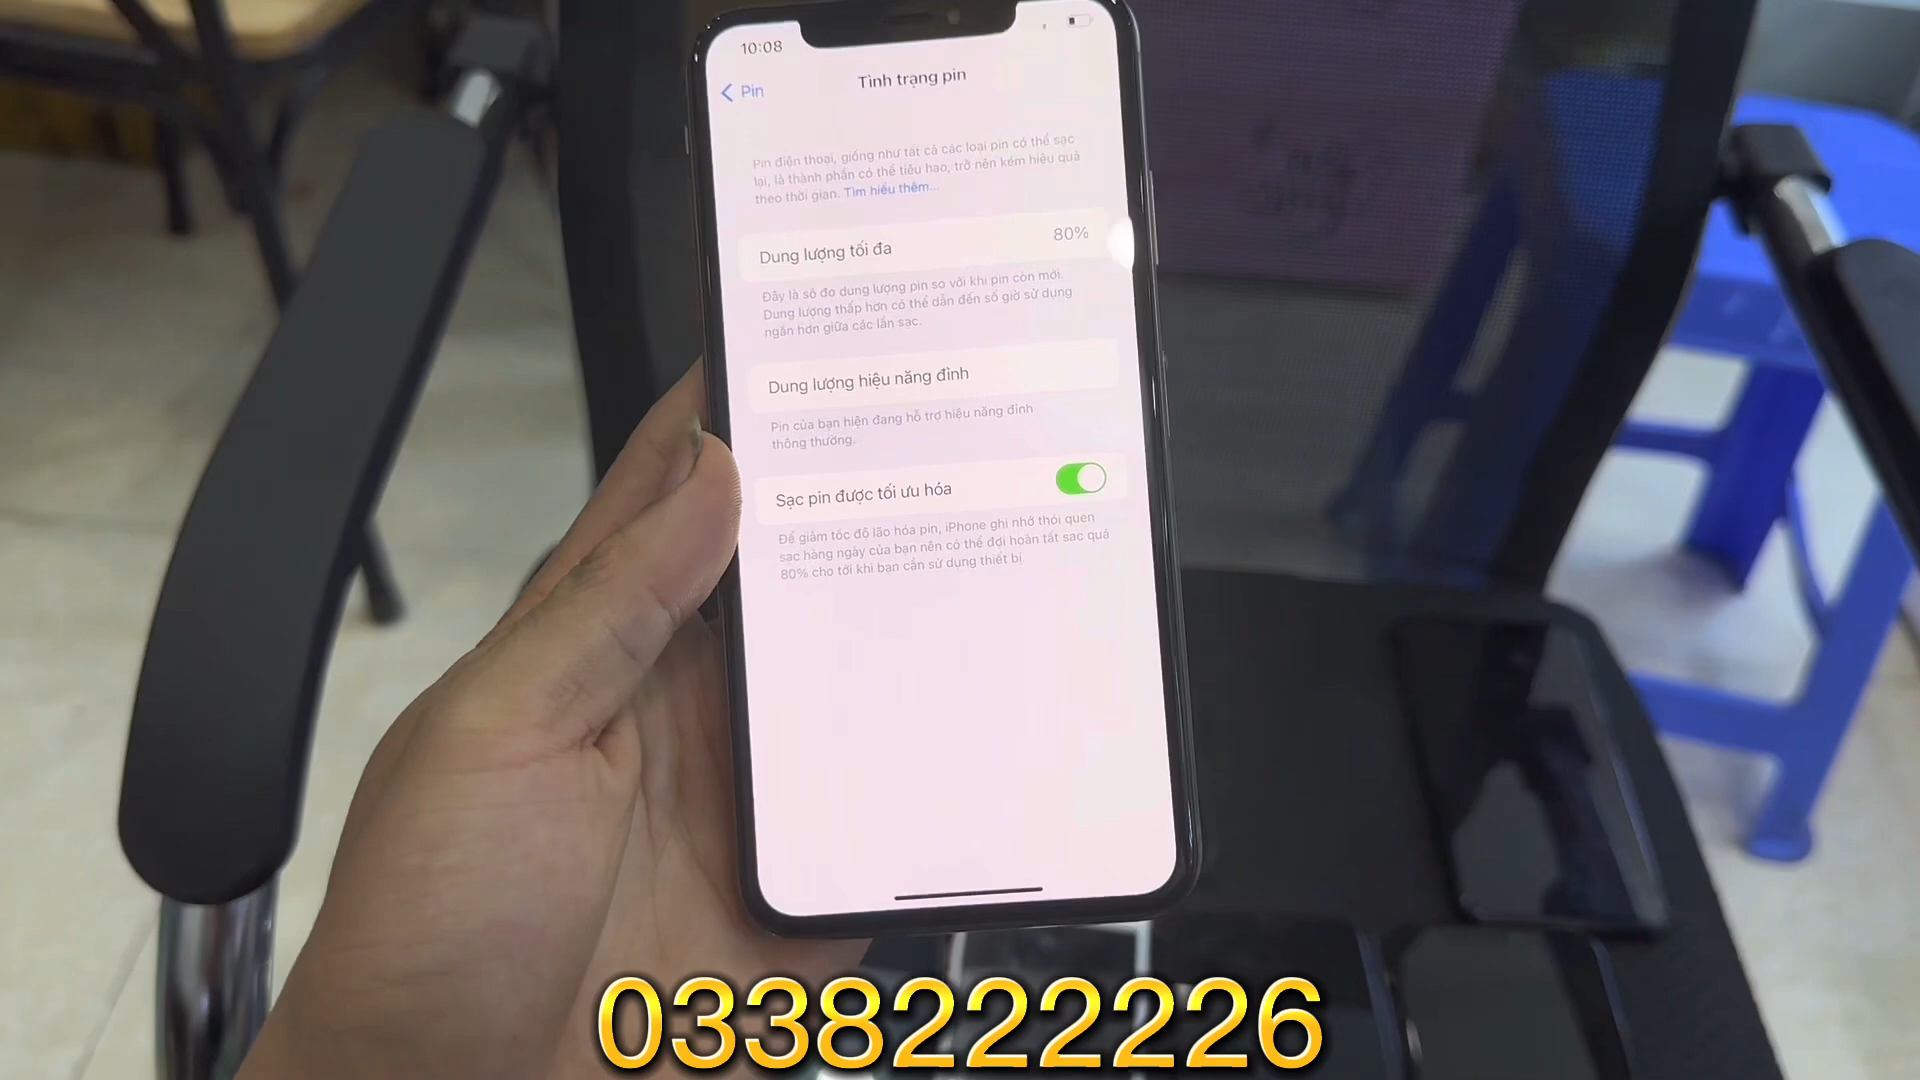 10:08
Pin
Tình trạng pin
Pin điện thoại, giống như tất cả các loại pin có thể sạc
lại, là thành phần có thể tiêu hao, trở nên kém hiệu quả
theo thời gian. Tìm hiểu thêm...
Dung lượng tối đa 80%
Đây là số đo dung lượng pin so với khi pin còn mới.
Dung lượng thấp hơn có thể dẫn đến số giờ sử dụng
ngắn hơn giữa các lần sạc.
Dung lượng hiệu năng đỉnh
Pin của bạn hiện đang hỗ trợ hiệu năng đỉnh
thông thường.
Sạc pin được tối ưu hóa
Để giảm tốc độ lão hóa pin, iPhone ghi nhớ thói quen
sạc hàng ngày của bạn nên có thể đợi hoàn tất sạc quá
80% cho tới khi bạn cần sử dụng thiết bị
0338222226